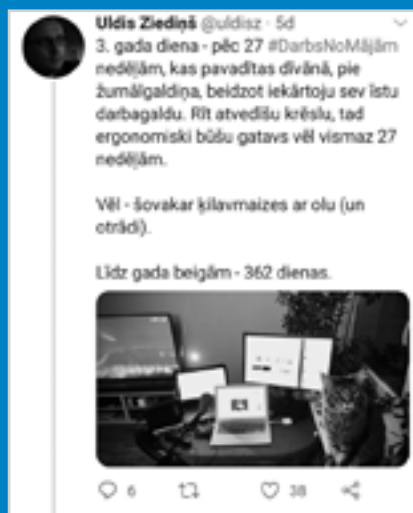 Uldis Ziediņš @uldisz · 5d
3. gada diena - pēc 27 #DarbsNoMājām
nedēļām, kas pavadītas dīvānā, pie
žurnālgaldiņa, beidzot iekārtoju sev īstu
darbagaldu. Rīt atvedīšu krēslu, tad
ergonomiski būšu gatavs vēl vismaz 27
nedēļām.
Vēl - šovakar ķilavmaizes ar olu (un
otrādi).
Līdz gada beigām - 362 dienas.
6 38